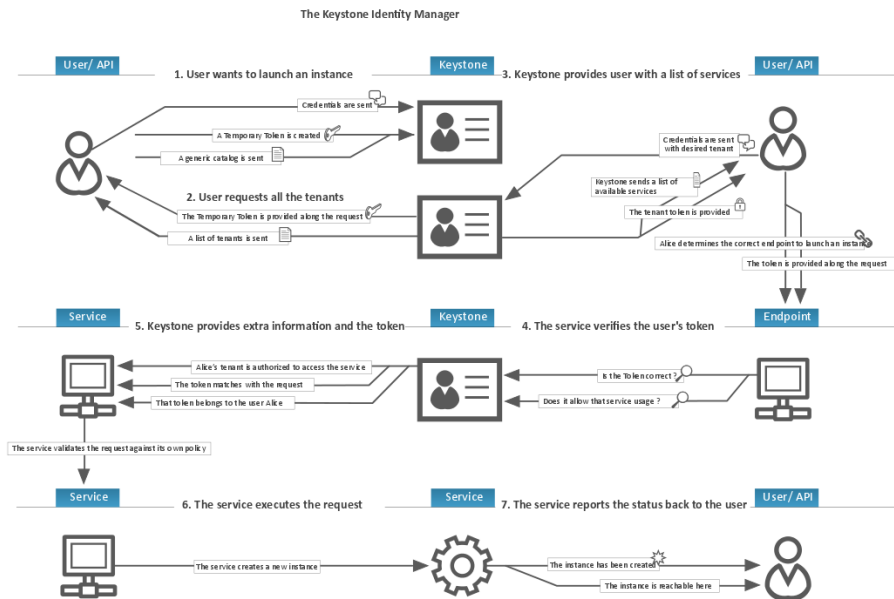 The Keystone Identity Manager
User/ API
1. User wants to launch an instance
Keystone
3. Keystone provides user with a list of services
User/ API
Credentials are sent
A Temporary Token is created
A generic catalog is sent
Credentials are sent
with desired tenant
2. User requests all the tenants
The Temporary Token is provided along the request
A list of tenants is sent
Keystone sends a list of
available services
The tenant token is provided
Alice determines the correct endpoint to launch an instance
The token is provided along the request
Service
5. Keystone provides extra information and the token
Keystone
4. The service verifies the user's token
Endpoint
Alice's tenant is authorized to access the service
The token matches with the request
That token belongs to the user Alice
Is the Token correct ?
Does it allow that service usage ?
The service validates the request against its own policy
Service
6. The service executes the request
Service
7. The service reports the status back to the user
User/ API
The service creates a new instance
The instance has been created
The instance is reachable here